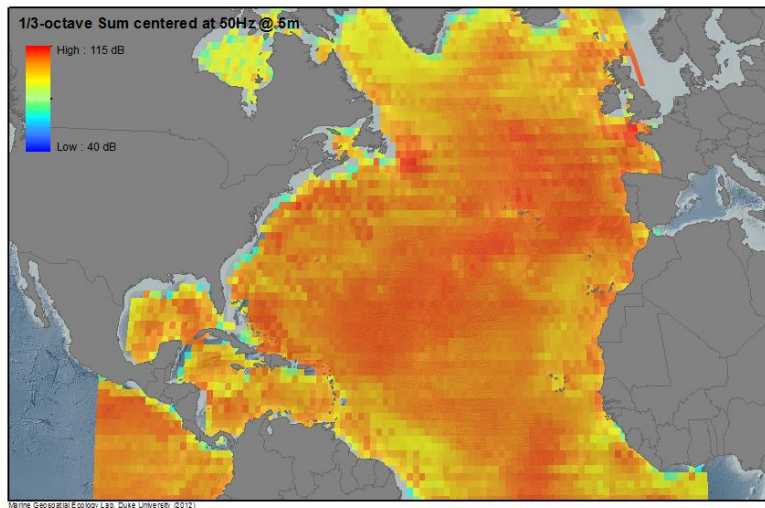 1/3-octave Sum centered at 50Hz @ 5m
High : 115 dB
Low : 40 dB
Marine Geospatial Ecology Lab, Duke University (2012)